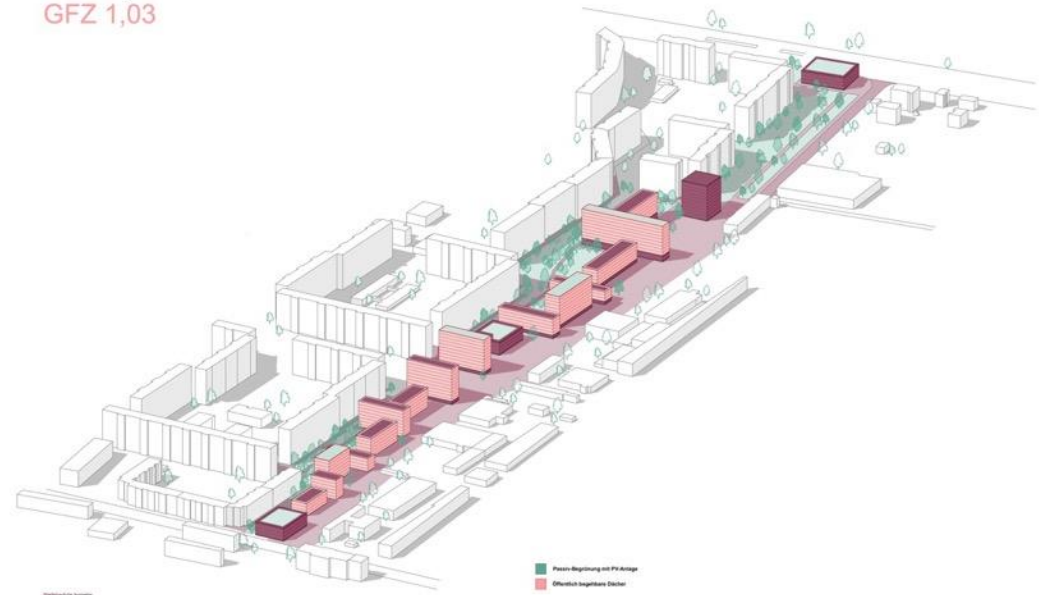 GFZ 1,03
Passiv-Begrünung mit PV-Anlage
Öffentlich begehbare Dächer